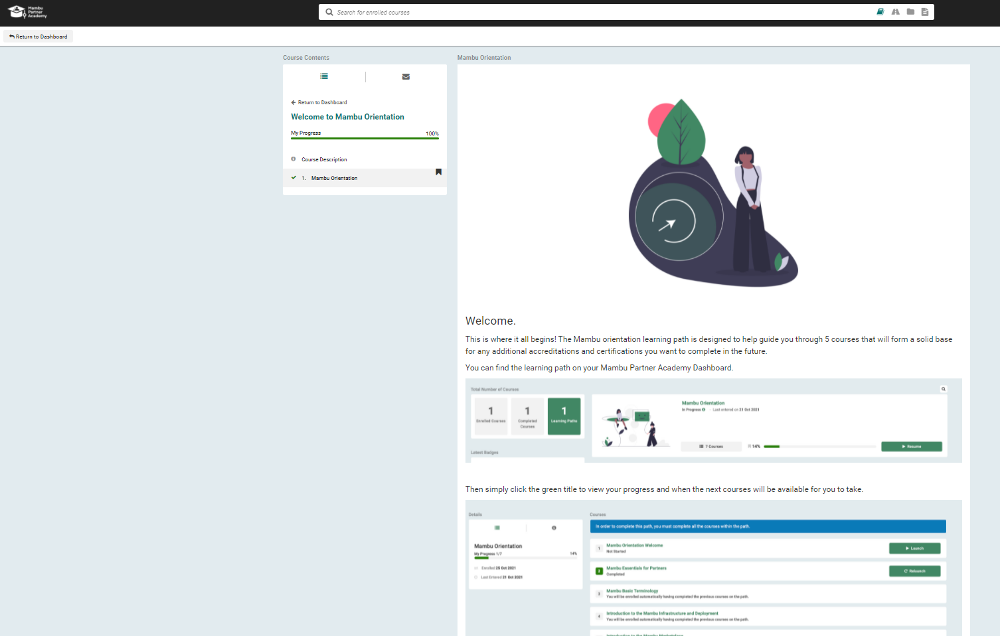 Mambu
Partner
Academy
Search for enrolled courses
Return to Dashboard
Course Contents
Return to Dashboard
Welcome to Mambu Orientation
My Progress 100%
Course Description
1. Mambu Orientation
Mambu Orientation
Welcome.
This is where it all begins! The Mambu orientation learning path is designed to help guide you through 5 courses that will form a solid base
for any additional accreditations and certifications you want to complete in the future.
You can find the learning path on your Mambu Partner Academy Dashboard.
Total Number of Courses
1 1 1
Enrolled Courses Completed Learning Paths
Courses
Latest Badges
Mambu Orientation
In Progress - Last entered on 21 Oct 2021
7 Courses 14% Resume
Then simply click the green title to view your progress and when the next courses will be available for you to take.
Details
Mambu Orientation
My Progress 1/7 14%
Enrolled 25 Oct 2021
Last Entered 21 Oct 2021
Courses
In order to complete this path, you must complete all the courses within the path.
1 Mambu Orientation Welcome
Not Started
Launch
2 Mambu Essentials for Partners
Completed
Relaunch
3 Mambu Basic Terminology
You will be enrolled automatically having completed the previous courses on the path.
4 Introduction to the Mambu Infrastructure and Deployment
You will be enrolled automatically having completed the previous courses on the path.